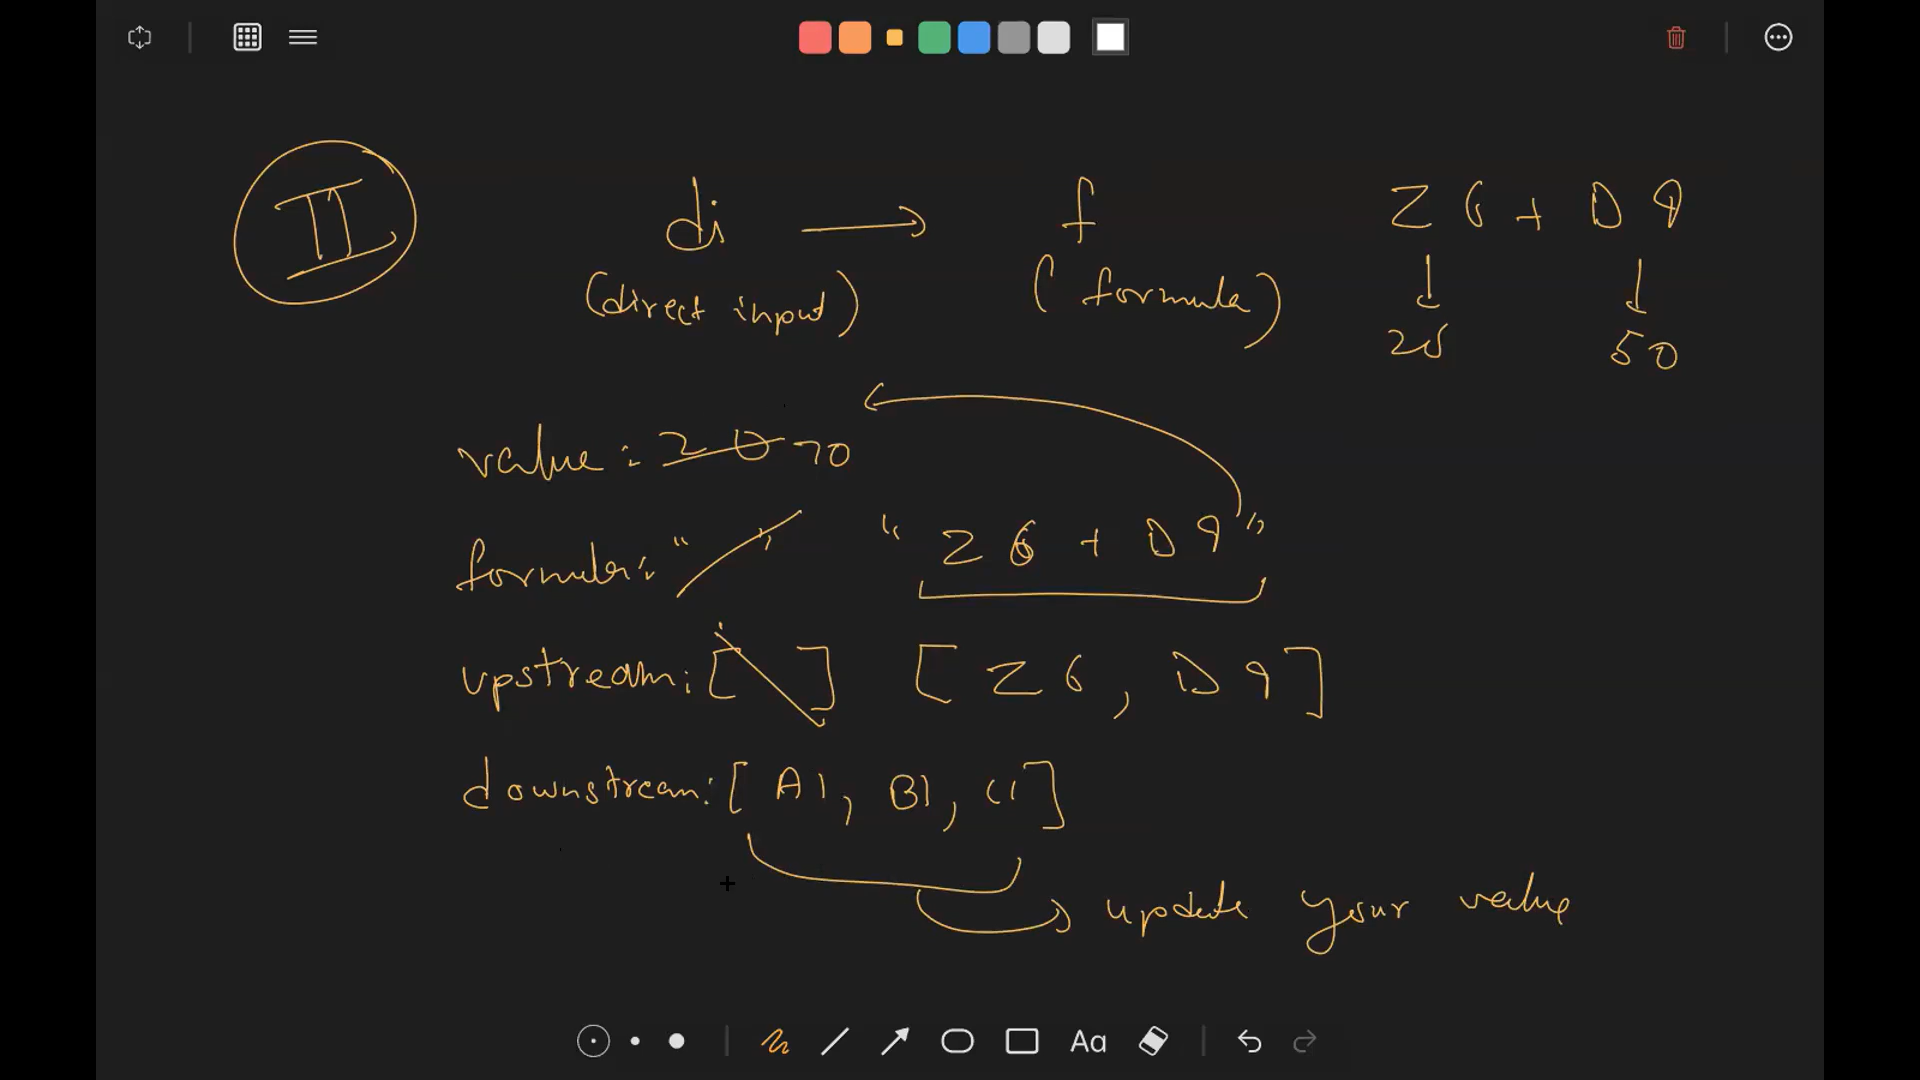 II di → f Z6 + D9
(direct input) (formula) ↓ ↓
20 50
value: 20 70
formula: " " "Z6 + D9"
upstream: [ ] [Z6, D9]
downstream: [A1, B1, C1]
update your value
Aa